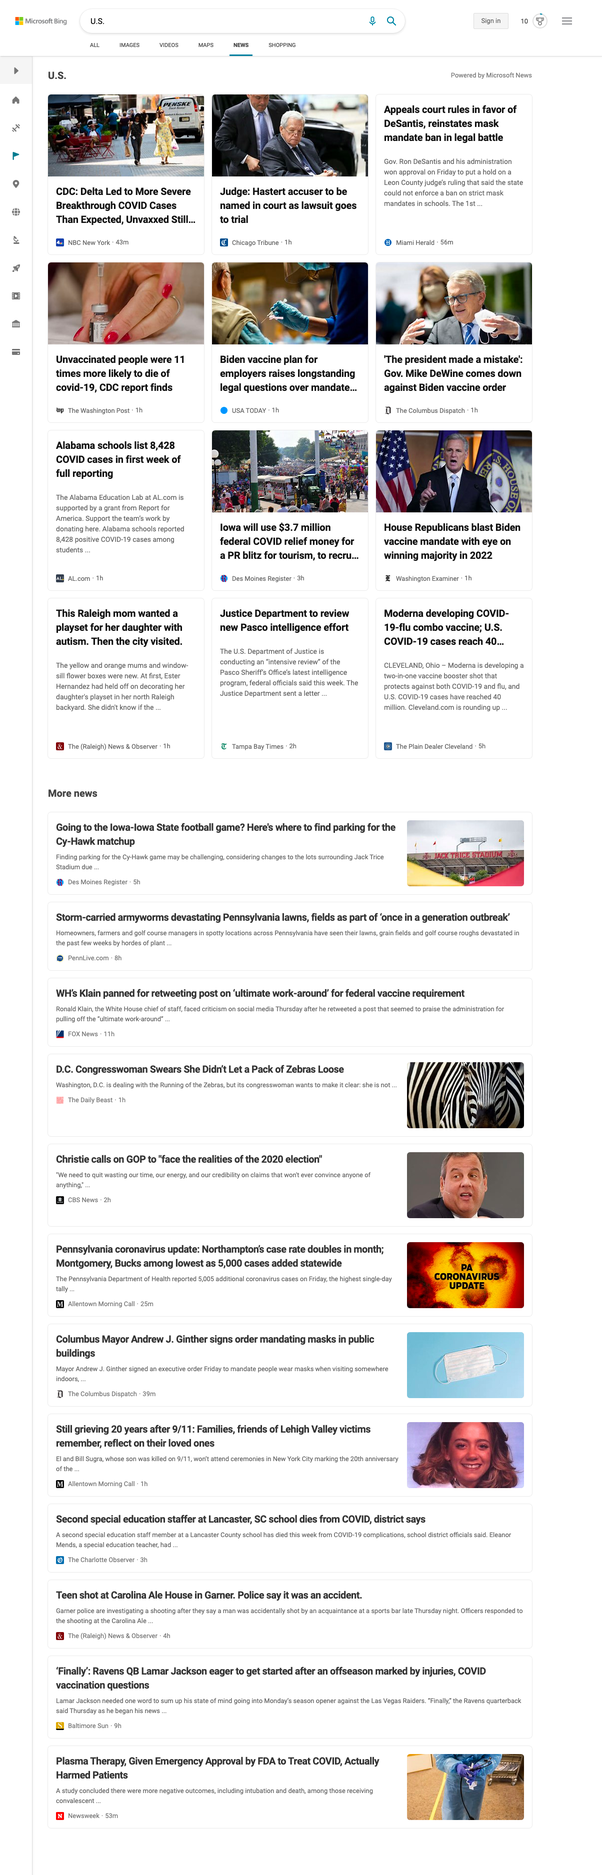 Microsoft Bing
U.S.
Sign in
10
ALL IMAGES VIDEOS MAPS NEWS SHOPPING
U.S.
Powered by Microsoft News
PENSKE
CDC: Delta Led to More Severe
Breakthrough COVID Cases
Than Expected, Unvaxxed Still...
NBC New York · 43m
Judge: Hastert accuser to be
named in court as lawsuit goes
to trial
Chicago Tribune · 1h
Appeals court rules in favor of
DeSantis, reinstates mask
mandate ban in legal battle
Gov. Ron DeSantis and his administration
won approval on Friday to put a hold on a
Leon County judge's ruling that said the state
could not enforce a ban on strict mask
mandates in schools. The 1st ...
Miami Herald · 56m
Unvaccinated people were 11
times more likely to die of
covid-19, CDC report finds
The Washington Post · 1h
Biden vaccine plan for
employers raises longstanding
legal questions over mandate...
USA TODAY · 1h
'The president made a mistake':
Gov. Mike DeWine comes down
against Biden vaccine order
The Columbus Dispatch · 1h
Alabama schools list 8,428
COVID cases in first week of
full reporting
The Alabama Education Lab at AL.com is
supported by a grant from Report for
America. Support the team's work by
donating here. Alabama schools reported
8,428 positive COVID-19 cases among
students ...
AL.com · 1h
Iowa will use $3.7 million
federal COVID relief money for
a PR blitz for tourism, to recru...
Des Moines Register · 3h
House Republicans blast Biden
vaccine mandate with eye on
winning majority in 2022
Washington Examiner · 1h
This Raleigh mom wanted a
playset for her daughter with
autism. Then the city visited.
The yellow and orange mums and window-
sill flower boxes were new. At first, Ester
Hernandez had held off on decorating her
daughter's playset in her north Raleigh
backyard. She didn't know if the ...
The (Raleigh) News & Observer · 1h
Justice Department to review
new Pasco intelligence effort
The U.S. Department of Justice is
conducting an "intensive review" of the
Pasco Sheriff's Office's latest intelligence
program, federal officials said this week. The
Justice Department sent a letter ...
Tampa Bay Times · 2h
Moderna developing COVID-
19-flu combo vaccine; U.S.
COVID-19 cases reach 40...
CLEVELAND, Ohio – Moderna is developing a
two-in-one vaccine booster shot that
protects against both COVID-19 and flu, and
U.S. COVID-19 cases have reached 40
million. Cleveland.com is rounding up ...
The Plain Dealer Cleveland · 5h
More news
Going to the Iowa-Iowa State football game? Here's where to find parking for the
Cy-Hawk matchup
Finding parking for the Cy-Hawk game may be challenging, considering changes to the lots surrounding Jack Trice
Stadium due ...
Des Moines Register · 5h
JACK TRICE STADIUM
Storm-carried armyworms devastating Pennsylvania lawns, fields as part of 'once in a generation outbreak'
Homeowners, farmers and golf course managers in spotty locations across Pennsylvania have seen their lawns, grain fields and golf course roughs devastated in
the past few weeks by hordes of plant ...
PennLive.com · 8h
WH's Klain panned for retweeting post on 'ultimate work-around' for federal vaccine requirement
Ronald Klain, the White House chief of staff, faced criticism on social media Thursday after he retweeted a post that seemed to praise the administration for
pulling off the "ultimate work-around" ...
FOX News · 11h
D.C. Congresswoman Swears She Didn't Let a Pack of Zebras Loose
Washington, D.C. is dealing with the Running of the Zebras, but its congresswoman wants to make it clear: she is not ...
The Daily Beast · 1h
Christie calls on GOP to "face the realities of the 2020 election"
"We need to quit wasting our time, our energy, and our credibility on claims that won't ever convince anyone of
anything," ...
CBS News · 2h
Pennsylvania coronavirus update: Northampton's case rate doubles in month;
Montgomery, Bucks among lowest as 5,000 cases added statewide
The Pennsylvania Department of Health reported 5,005 additional coronavirus cases on Friday, the highest single-day
tally ...
Allentown Morning Call · 25m
PA
CORONAVIRUS
UPDATE
Columbus Mayor Andrew J. Ginther signs order mandating masks in public
buildings
Mayor Andrew J. Ginther signed an executive order Friday to mandate people wear masks when visiting somewhere
indoors, ...
The Columbus Dispatch · 39m
Still grieving 20 years after 9/11: Families, friends of Lehigh Valley victims
remember, reflect on their loved ones
El and Bill Sugra, whose son was killed on 9/11, won't attend ceremonies in New York City marking the 20th anniversary
of the ...
Allentown Morning Call · 1h
Second special education staffer at Lancaster, SC school dies from COVID, district says
A second special education staff member at a Lancaster County school has died this week from COVID-19 complications, school district officials said. Eleanor
Mends, a special education teacher, had ...
The Charlotte Observer · 3h
Teen shot at Carolina Ale House in Garner. Police say it was an accident.
Garner police are investigating a shooting after they say a man was accidentally shot by an acquaintance at a sports bar late Thursday night. Officers responded to
the shooting at the Carolina Ale ...
The (Raleigh) News & Observer · 4h
'Finally': Ravens QB Lamar Jackson eager to get started after an offseason marked by injuries, COVID
vaccination questions
Lamar Jackson needed one word to sum up his state of mind going into Monday's season opener against the Las Vegas Raiders. "Finally," the Ravens quarterback
said Thursday as he began his news ...
Baltimore Sun · 9h
Plasma Therapy, Given Emergency Approval by FDA to Treat COVID, Actually
Harmed Patients
A study concluded there were more negative outcomes, including intubation and death, among those receiving
convalescent ...
Newsweek · 53m